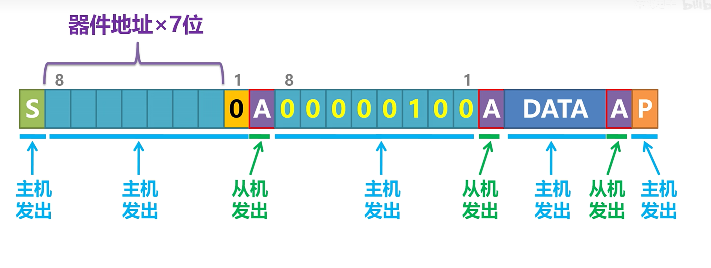 器件地址×7位
8 1 8 1
S 0 A 0 0 0 0 0 1 0 0 A DATA A P
主机 主机 从机 主机 从机 主机 从机 主机
发出 发出 发出 发出 发出 发出 发出 发出